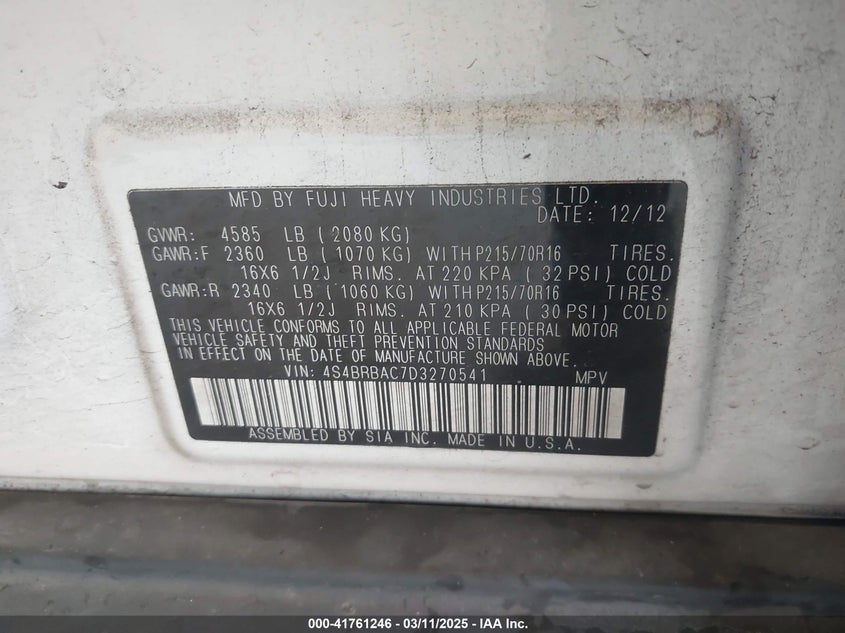 MFD BY FUJI HEAVY INDUSTRIES LTD.
DATE: 12/12
GVWR: 4585 LB ( 2080 KG)
GAWR:F 2360 LB ( 1070 KG) WITH P215/70R16 TIRES.
16X6 1/2J RIMS. AT 220 KPA ( 32 PSI) COLD
GAWR:R 2340 LB ( 1060 KG) WITH P215/70R16 TIRES.
16X6 1/2J RIMS. AT 210 KPA ( 30 PSI) COLD
THIS VEHICLE CONFORMS TO ALL APPLICABLE FEDERAL MOTOR
VEHICLE SAFETY AND THEFT PREVENTION STANDARDS
IN EFFECT ON THE DATE OF MANUFACTURE SHOWN ABOVE.
VIN: 4S4BRBAC7D3270541 MPV
ASSEMBLED BY SIA INC. MADE IN U.S.A.
000-41761246 - 03/11/2025 - IAA Inc.